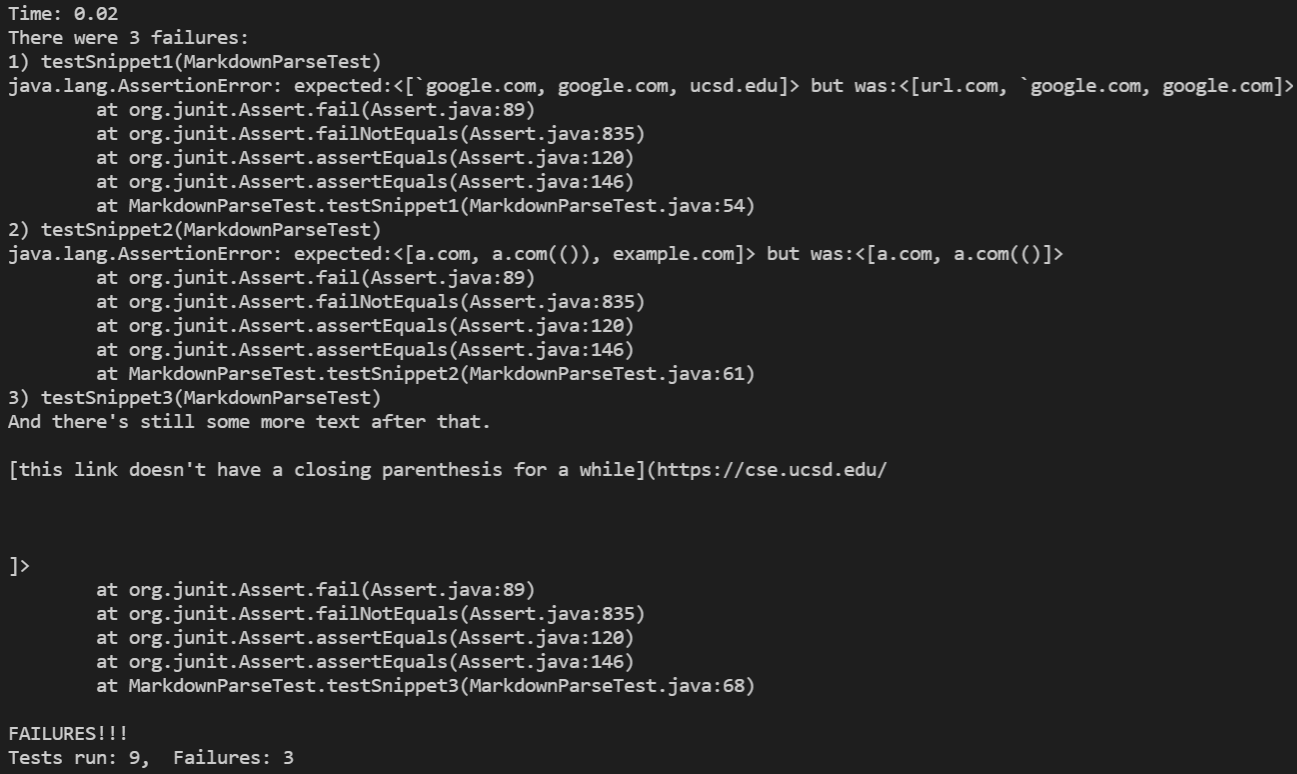 Time: 0.02
There were 3 failures:
1) testSnippet1(MarkdownParseTest)
java.lang.AssertionError: expected:<[`google.com, google.com, ucsd.edu]> but was:<[url.com, `google.com, google.com]>
        at org.junit.Assert.fail(Assert.java:89)
        at org.junit.Assert.failNotEquals(Assert.java:835)
        at org.junit.Assert.assertEquals(Assert.java:120)
        at org.junit.Assert.assertEquals(Assert.java:146)
        at MarkdownParseTest.testSnippet1(MarkdownParseTest.java:54)
2) testSnippet2(MarkdownParseTest)
java.lang.AssertionError: expected:<[a.com, a.com(()), example.com]> but was:<[a.com, a.com(()]>
        at org.junit.Assert.fail(Assert.java:89)
        at org.junit.Assert.failNotEquals(Assert.java:835)
        at org.junit.Assert.assertEquals(Assert.java:120)
        at org.junit.Assert.assertEquals(Assert.java:146)
        at MarkdownParseTest.testSnippet2(MarkdownParseTest.java:61)
3) testSnippet3(MarkdownParseTest)
And there's still some more text after that.

[this link doesn't have a closing parenthesis for a while](https://cse.ucsd.edu/



]>
        at org.junit.Assert.fail(Assert.java:89)
        at org.junit.Assert.failNotEquals(Assert.java:835)
        at org.junit.Assert.assertEquals(Assert.java:120)
        at org.junit.Assert.assertEquals(Assert.java:146)
        at MarkdownParseTest.testSnippet3(MarkdownParseTest.java:68)

FAILURES!!!
Tests run: 9,  Failures: 3